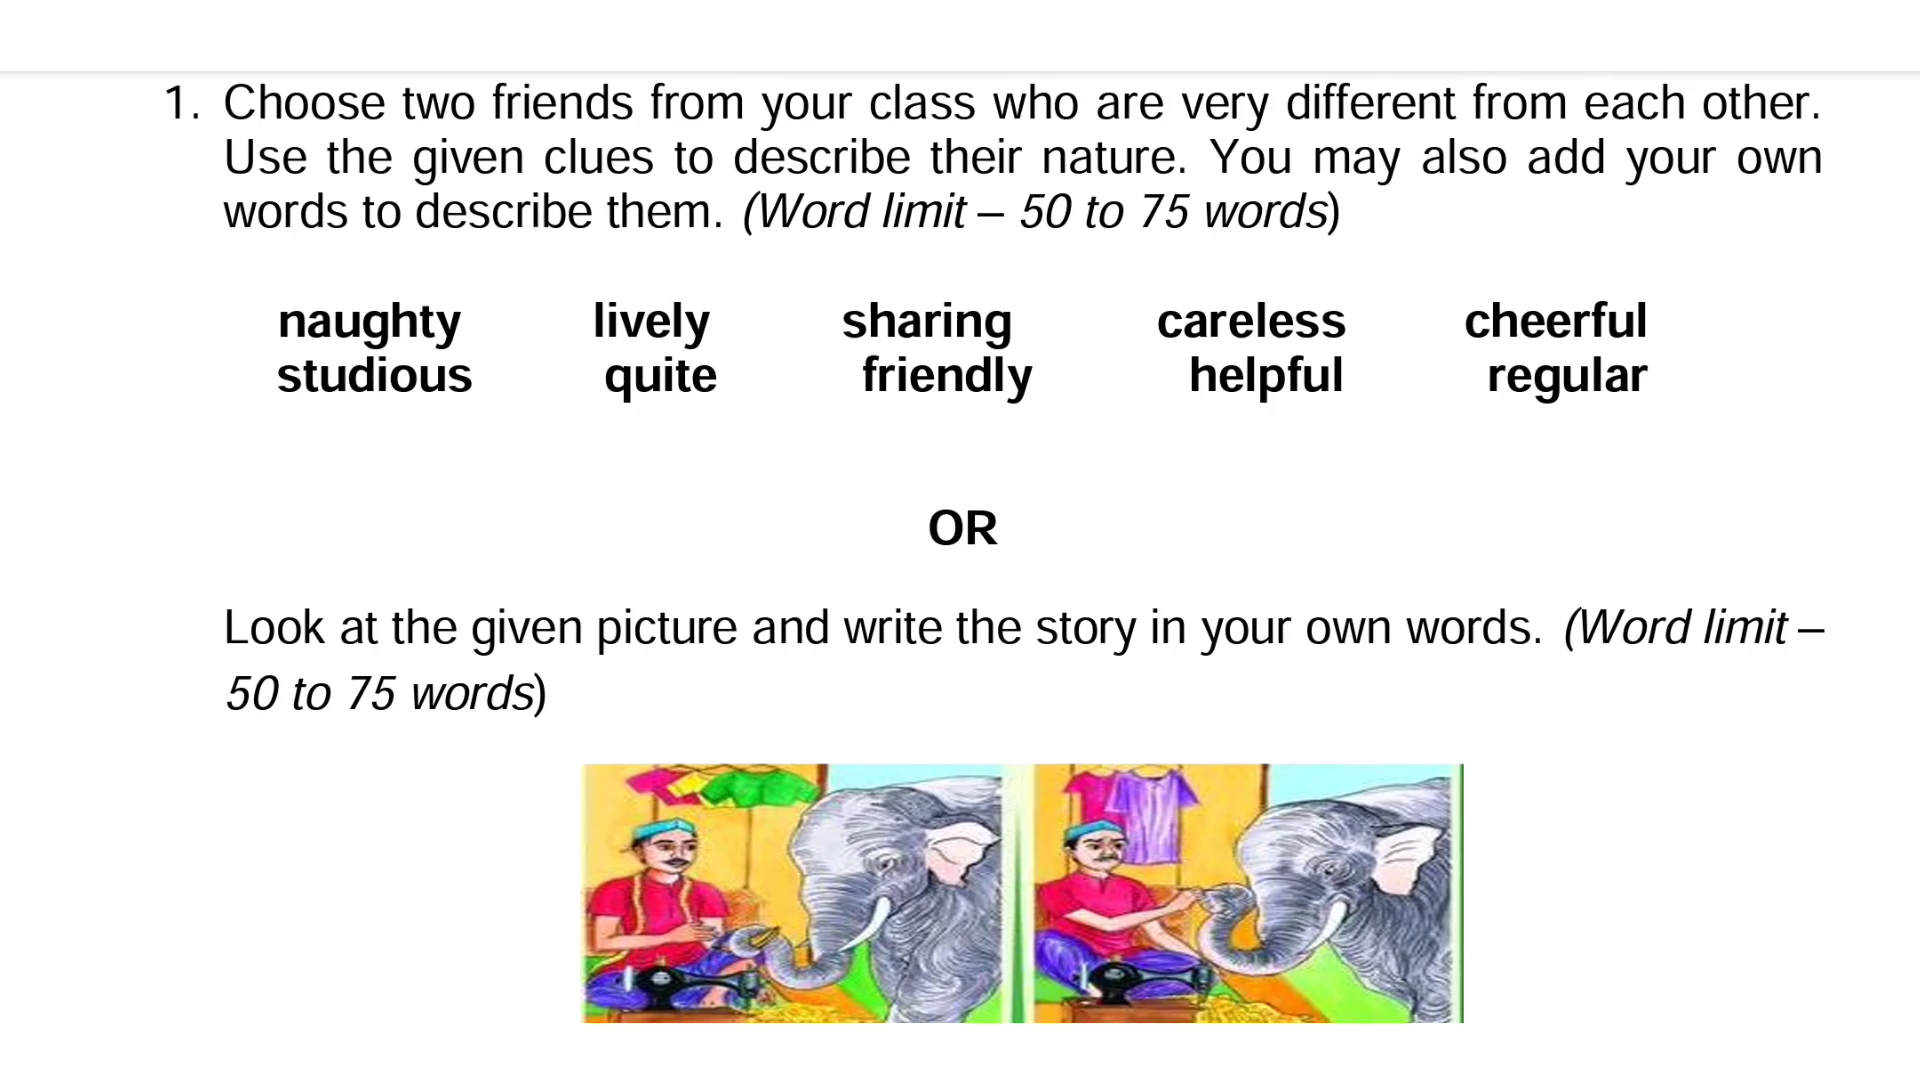 1. Choose two friends from your class who are very different from each other.
Use the given clues to describe their nature. You may also add your own
words to describe them. (Word limit – 50 to 75 words)
naughty lively sharing careless cheerful
studious quite friendly helpful regular
OR
Look at the given picture and write the story in your own words. (Word limit –
50 to 75 words)